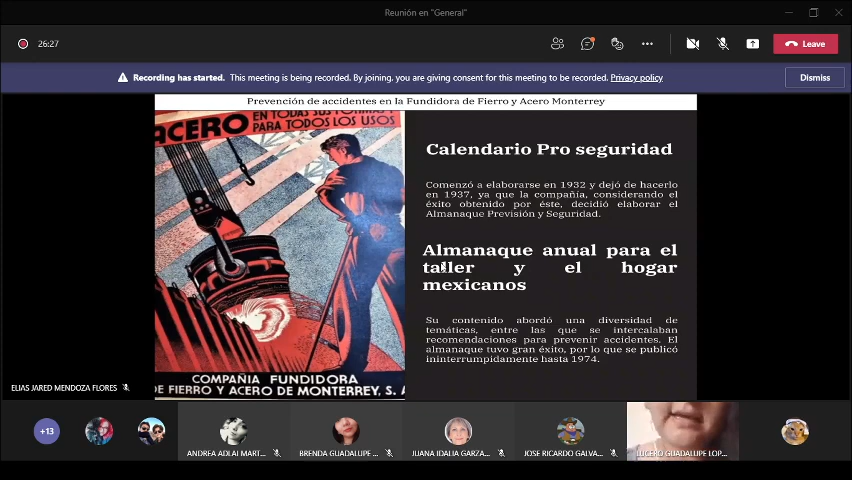 Reunión en "General"
26:27
Leave
Recording has started. This meeting is being recorded. By joining, you are giving consent for this meeting to be recorded. Privacy policy
Dismiss
Prevención de accidentes en la Fundidora de Fierro y Acero Monterrey
ACERO EN TODAS SUS FORMAS Y
PARA TODOS LOS USOS
COMPAÑIA FUNDIDORA
DE FIERRO Y ACERO DE MONTERREY, S. A
Calendario Pro seguridad
Comenzó a elaborarse en 1932 y dejó de hacerlo
en 1937, ya que la compañía, considerando el
éxito obtenido por éste, decidió elaborar el
Almanaque Previsión y Seguridad.
Almanaque anual para el
taller y el hogar
mexicanos
Su contenido abordó una diversidad de
temáticas, entre las que se intercalaban
recomendaciones para prevenir accidentes. El
almanaque tuvo gran éxito, por lo que se publicó
ininterrumpidamente hasta 1974.
ELIAS JARED MENDOZA FLORES
+13
ANDREA ADLAI MART...
BRENDA GUADALUPE ...
JUANA IDALIA GARZA...
JOSE RICARDO GALVA...
LUCERO GUADALUPE LOP...